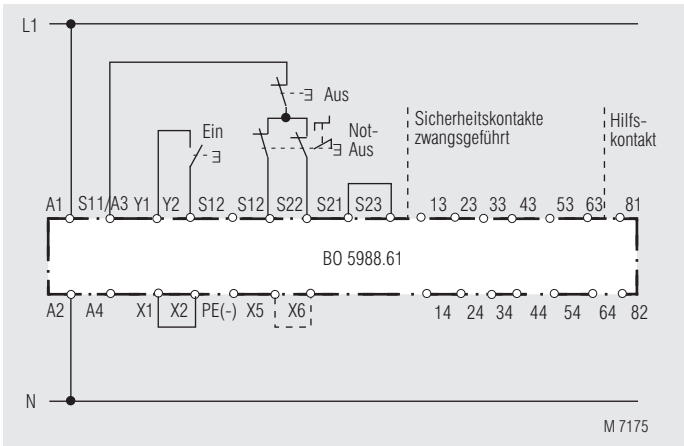 L1
Aus
Ein
Not-
Aus
Sicherheitskontakte
zwangsgeführt
Hilfs-
kontakt
A1 S11/A3 Y1 Y2 S12 S12 S22 S21 S23 13 23 33 43 53 63 81
BO 5988.61
A2 A4 X1 X2 PE(-) X5 X6 14 24 34 44 54 64 82
N
M 7175